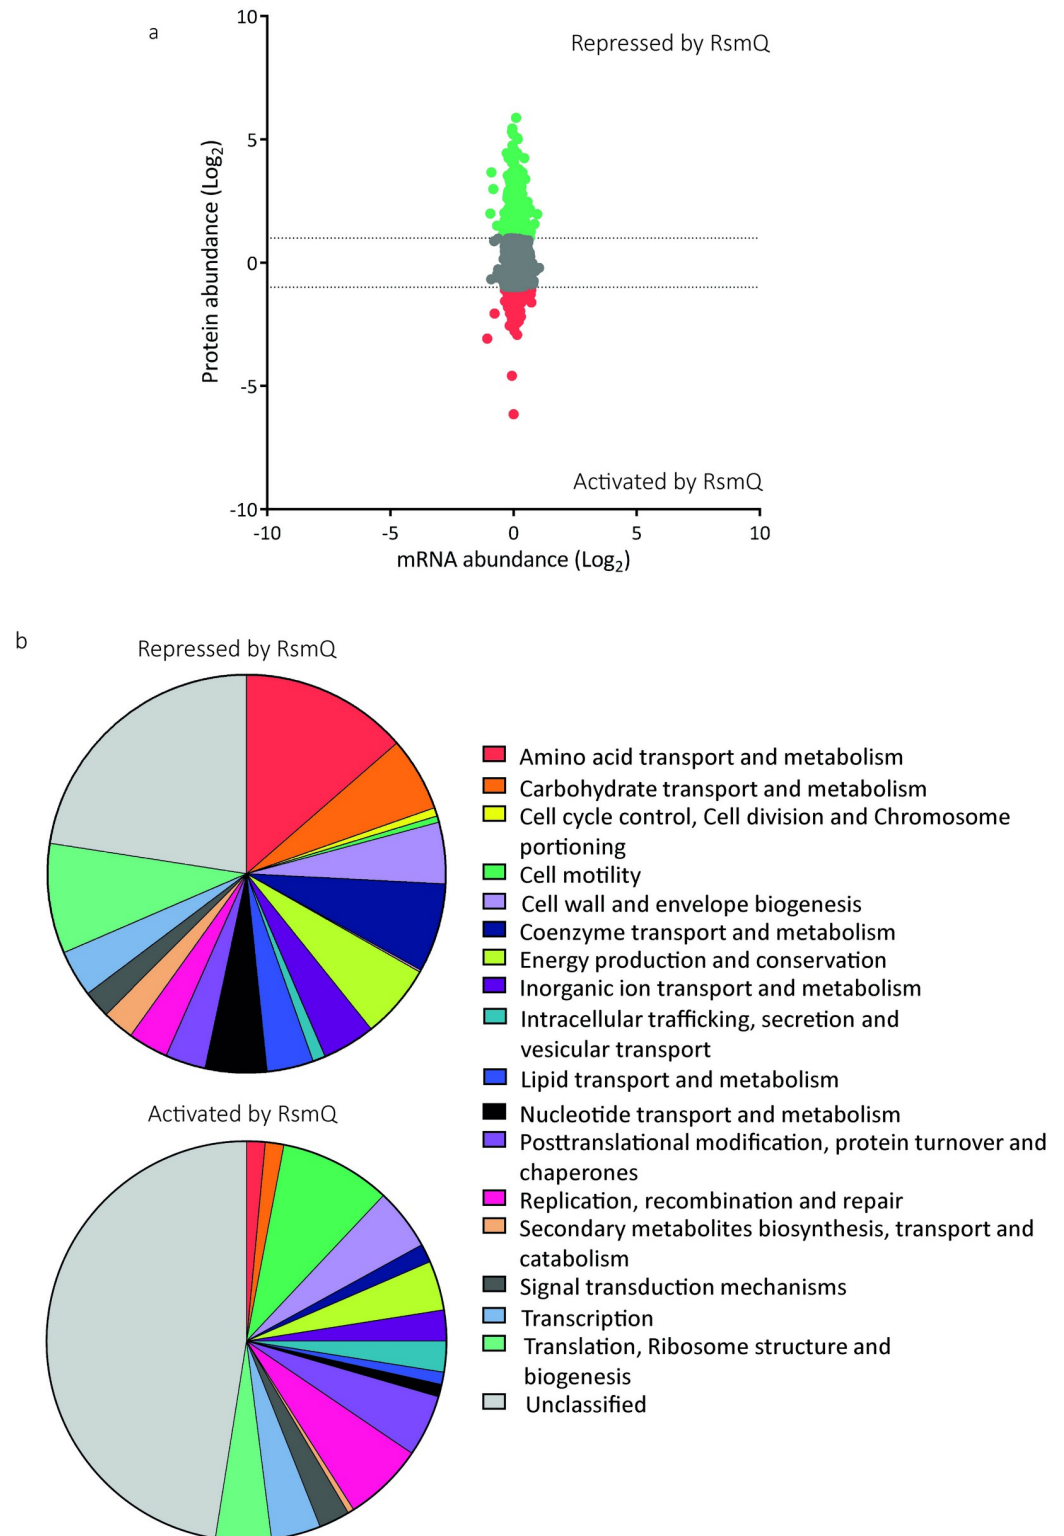 a
Repressed by RsmQ
10
5
0
-5
-10
Protein abundance (Log2)
Activated by RsmQ
-10
-5
0
5
10
mRNA abundance (Log2)
b
Repressed by RsmQ
Activated by RsmQ
Amino acid transport and metabolism
Carbohydrate transport and metabolism
Cell cycle control, Cell division and Chromosome
portioning
Cell motility
Cell wall and envelope biogenesis
Coenzyme transport and metabolism
Energy production and conservation
Inorganic ion transport and metabolism
Intracellular trafficking, secretion and
vesicular transport
Lipid transport and metabolism
Nucleotide transport and metabolism
Posttranslational modification, protein turnover and
chaperones
Replication, recombination and repair
Secondary metabolites biosynthesis, transport and
catabolism
Signal transduction mechanisms
Transcription
Translation, Ribosome structure and
biogenesis
Unclassified